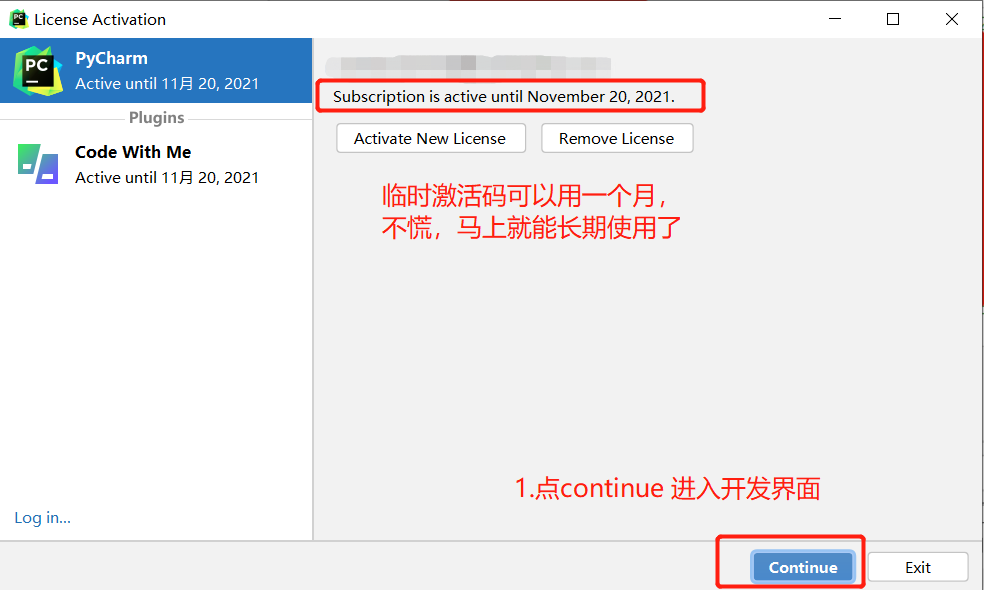 License Activation
PyCharm
Active until 11月 20, 2021
Plugins
Code With Me
Active until 11月 20, 2021
Log in...
Subscription is active until November 20, 2021.
Activate New License
Remove License
临时激活码可以用一个月，
不慌，马上就能长期使用了
1.点continue 进入开发界面
Continue
Exit
PC
PC